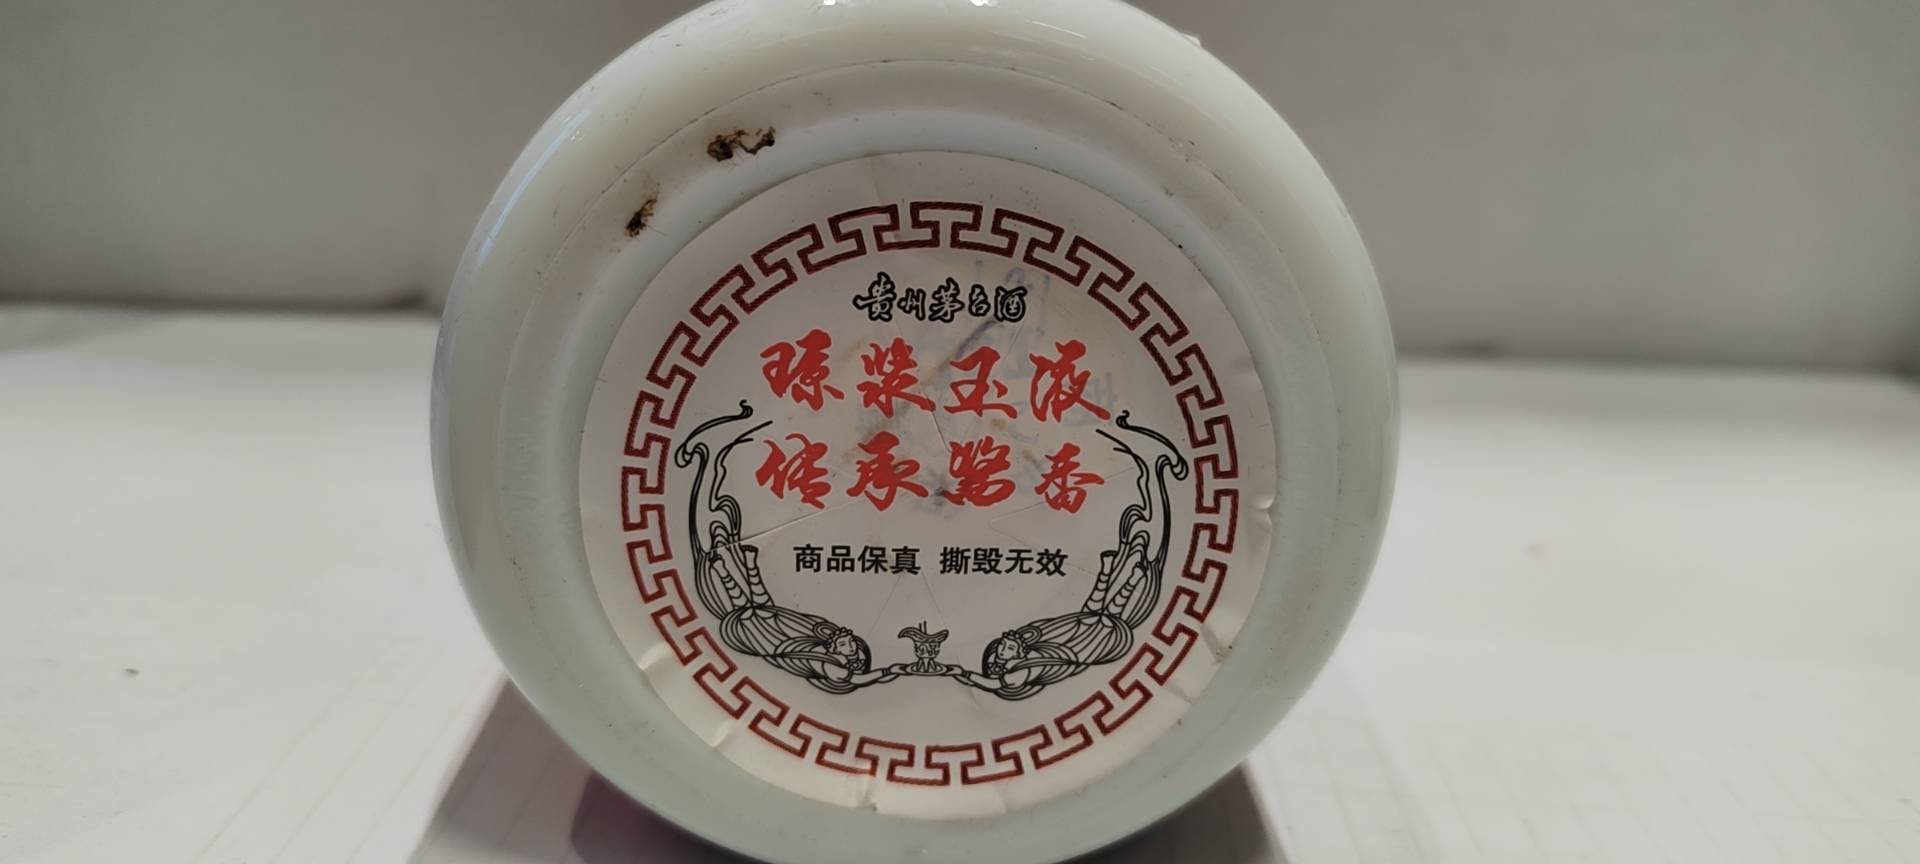 贵州茅台酒
琼浆玉液
传承酱香
商品保真 撕毁无效